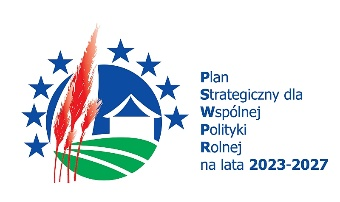 Plan
Strategiczny dla
Wspólnej
Polityki
Rolnej
na lata 2023-2027